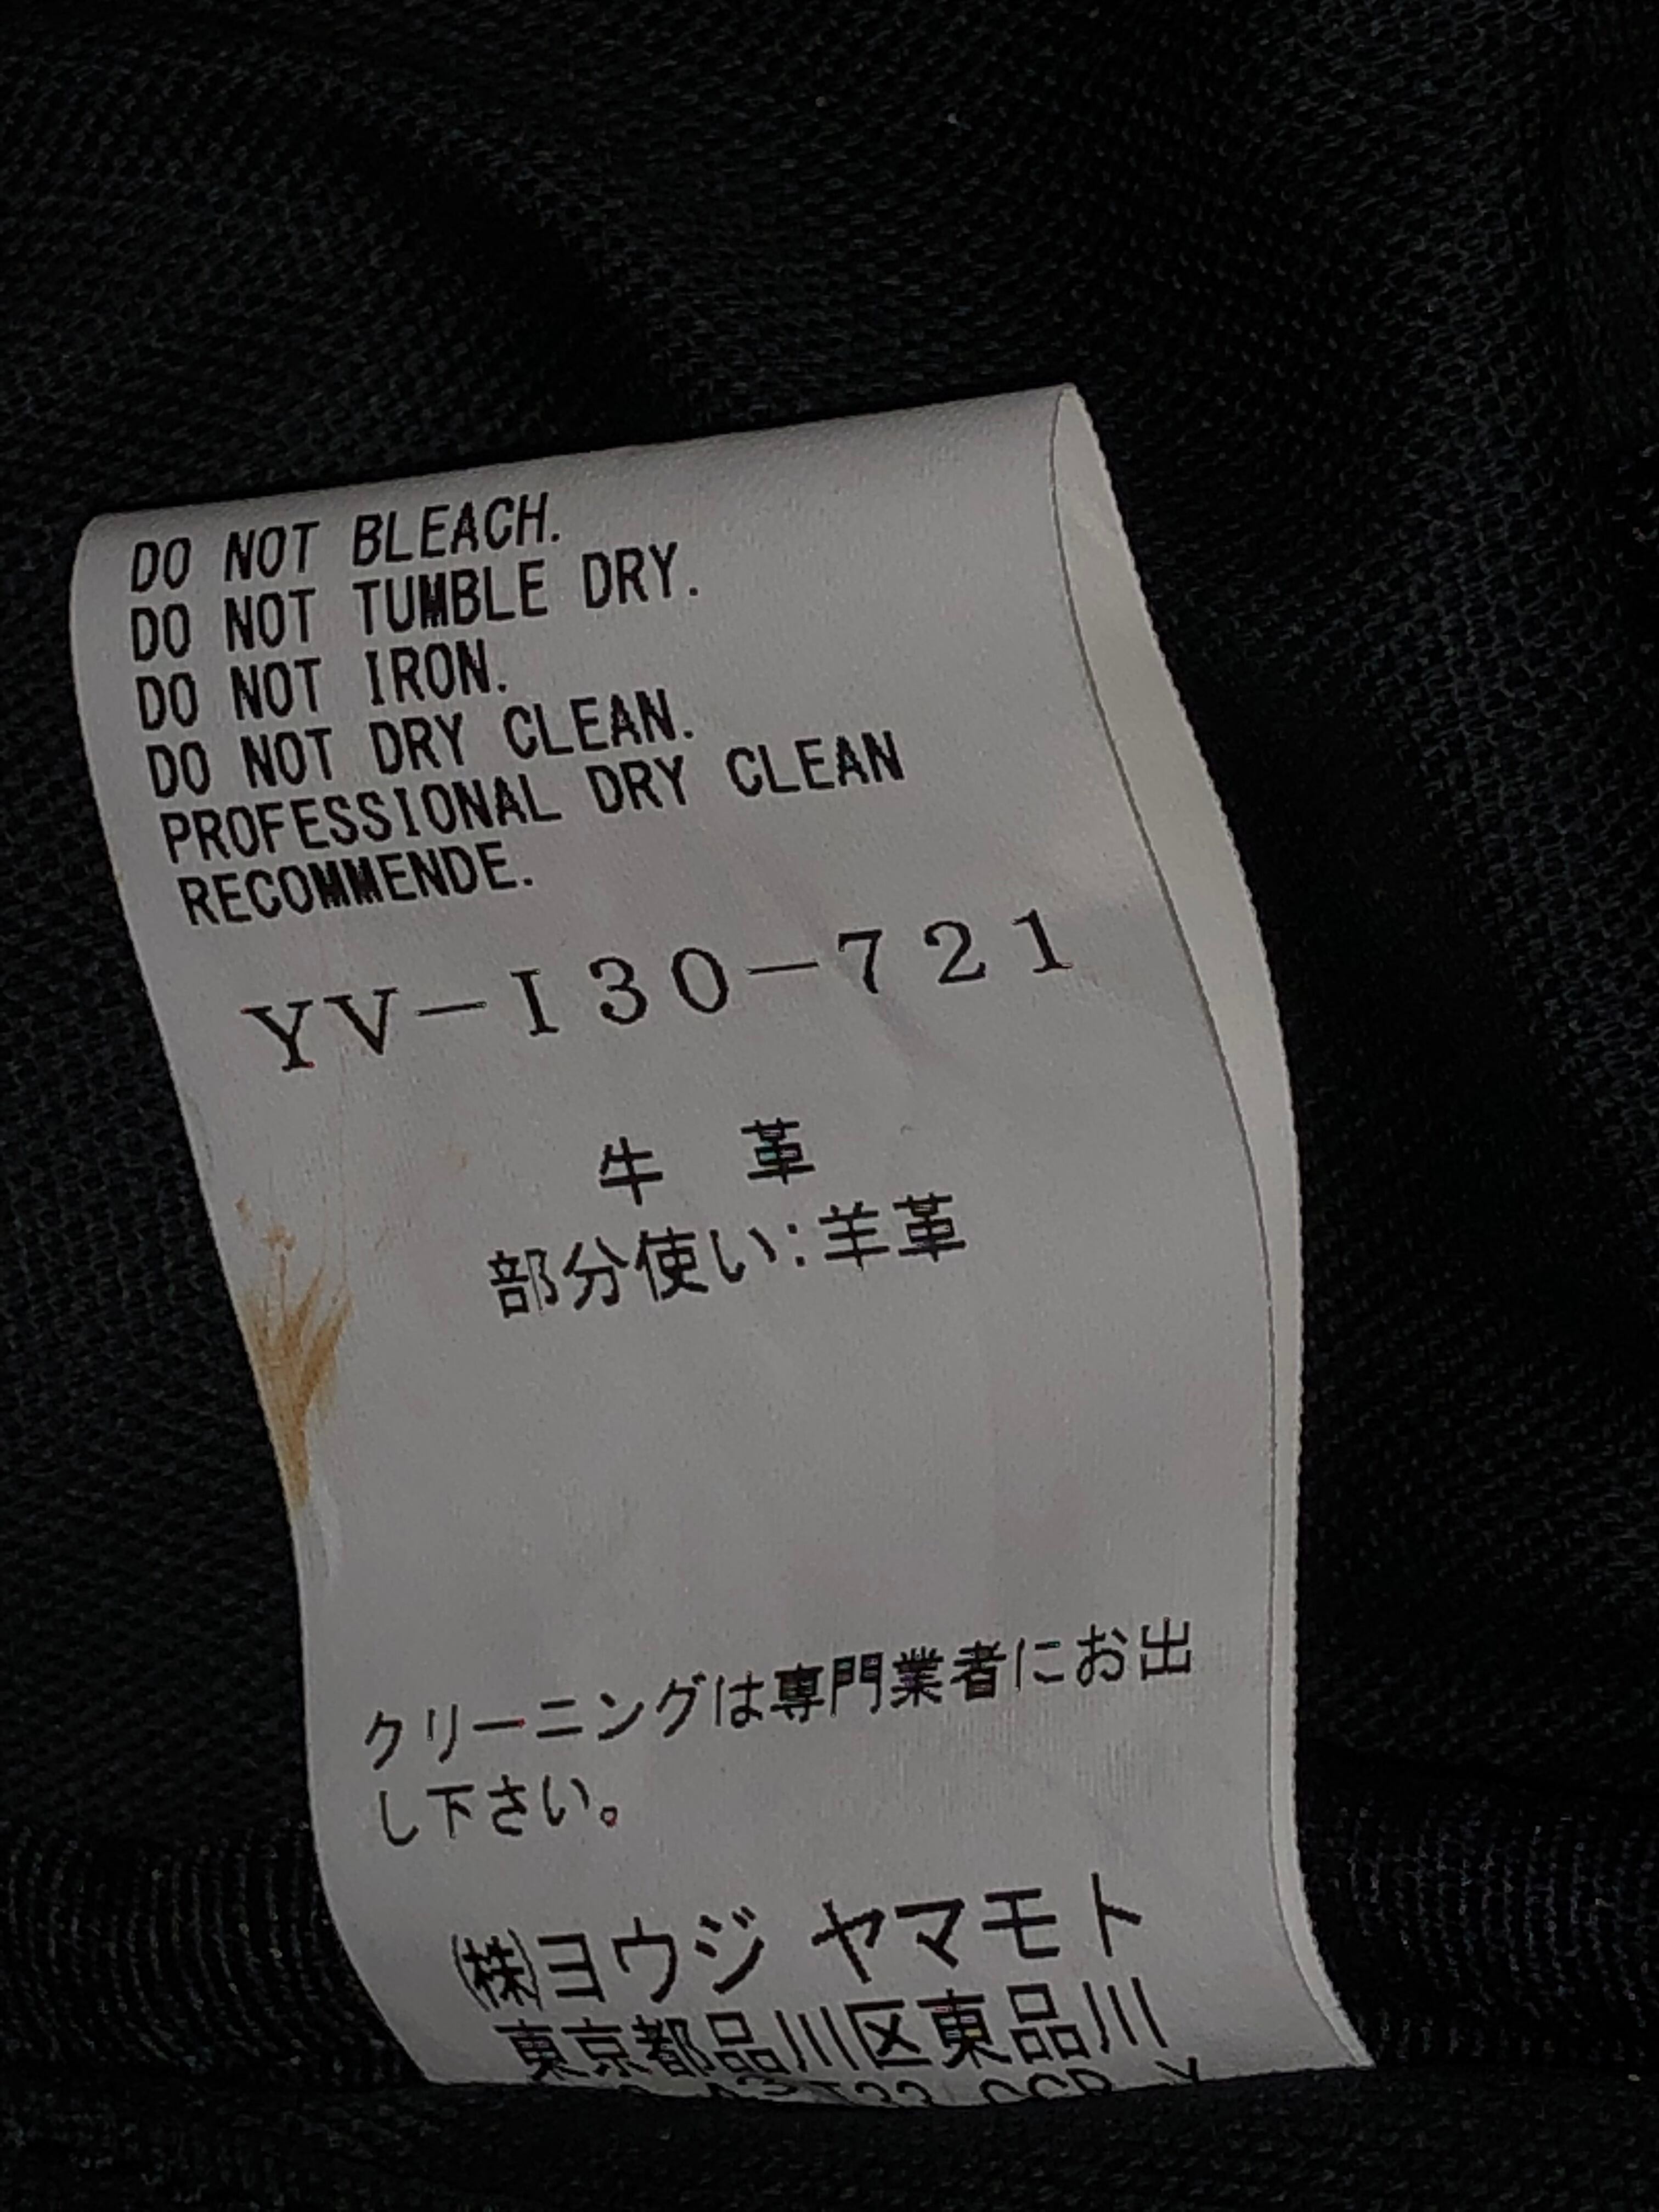 DO NOT BLEACH.
DO NOT TUMBLE DRY.
DO NOT IRON.
DO NOT DRY CLEAN.
PROFESSIONAL DRY CLEAN
RECOMMENDE.
YV-I30-721
牛 革
部分使い:羊革
クリーニングは専門業者にお出
し下さい。
㈱ヨウジ ヤマモト
東京都品川区東品川